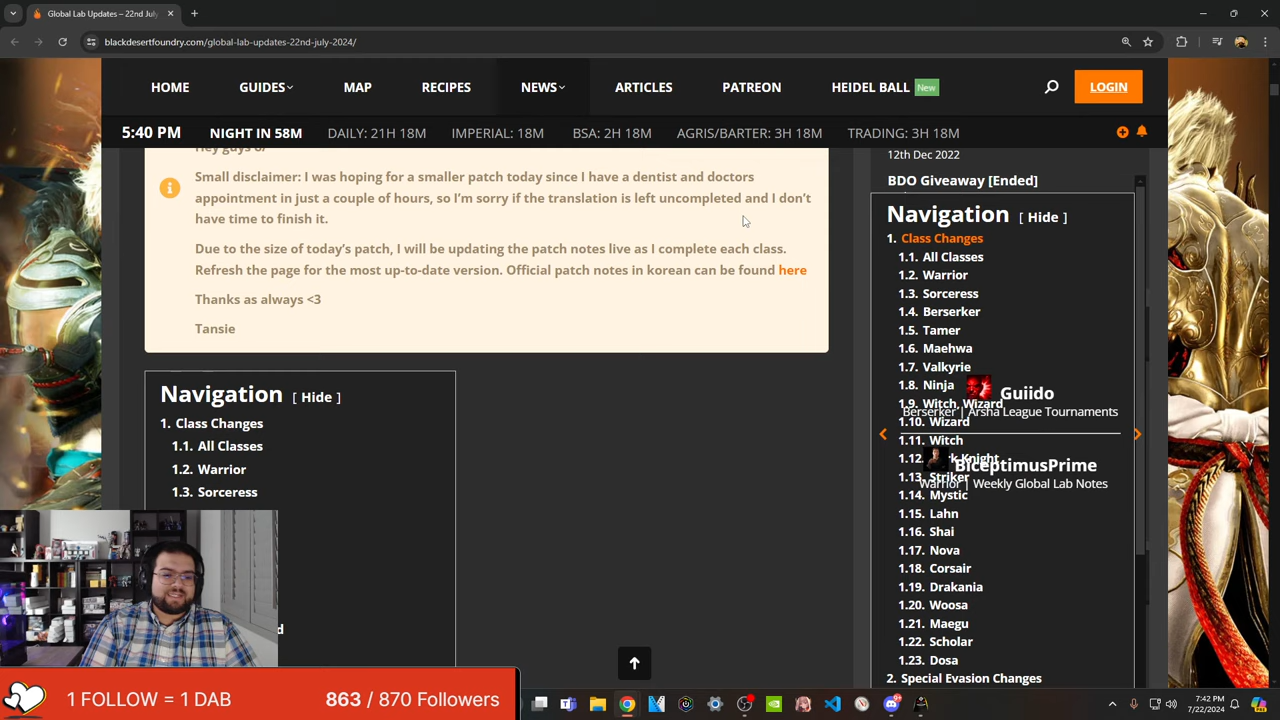 Global Lab Updates – 22nd July
blackdesertfoundry.com/global-lab-updates-22nd-july-2024/
HOME GUIDES MAP RECIPES NEWS ARTICLES PATREON HEIDEL BALL New LOGIN
5:40 PM NIGHT IN 58M DAILY: 21H 18M IMPERIAL: 18M BSA: 2H 18M AGRIS/BARTER: 3H 18M TRADING: 3H 18M
Hey guys o/
Small disclaimer: I was hoping for a smaller patch today since I have a dentist and doctors
appointment in just a couple of hours, so I'm sorry if the translation is left uncompleted and I don't
have time to finish it.
Due to the size of today's patch, I will be updating the patch notes live as I complete each class.
Refresh the page for the most up-to-date version. Official patch notes in korean can be found here
Thanks as always <3
Tansie
Navigation [ Hide ]
1. Class Changes
1.1. All Classes
1.2. Warrior
1.3. Sorceress
12th Dec 2022
BDO Giveaway [Ended]
Navigation [ Hide ]
1. Class Changes
1.1. All Classes
1.2. Warrior
1.3. Sorceress
1.4. Berserker
1.5. Tamer
1.6. Maehwa
1.7. Valkyrie
1.8. Ninja
Guiido
1.9. Witch, Wizard
Berserker | Arsha League Tournaments
1.10. Wizard
1.11. Witch
1.12. Knight
BiceptimusPrime
1.13. Striker
Warrior | Weekly Global Lab Notes
1.14. Mystic
1.15. Lahn
1.16. Shai
1.17. Nova
1.18. Corsair
1.19. Drakania
1.20. Woosa
1.21. Maegu
1.22. Scholar
1.23. Dosa
2. Special Evasion Changes
1 FOLLOW = 1 DAB 863 / 870 Followers
7:42 PM
7/22/2024